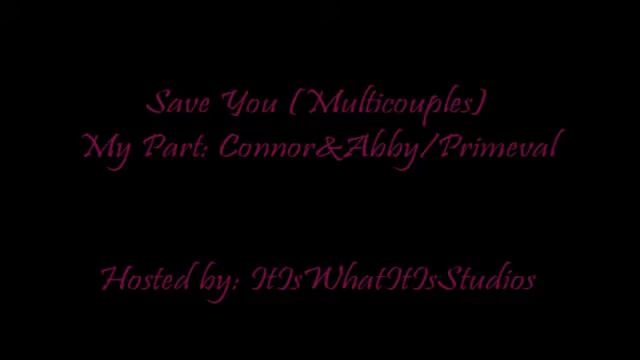 Save You (Multicouples)
My Part: Connor&Abby/Primeval
Hosted by: ItIsWhatItIsStudios